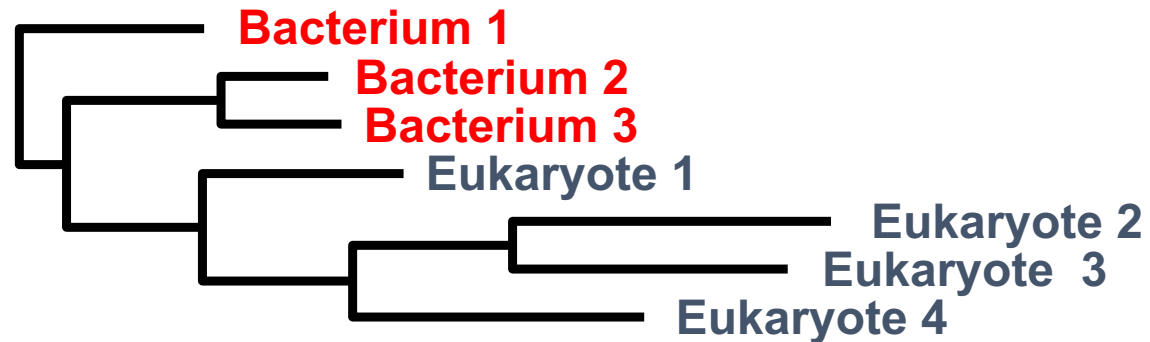 Bacterium 1
Bacterium 2
Bacterium 3
Eukaryote 1
Eukaryote 2
Eukaryote 3
Eukaryote 4